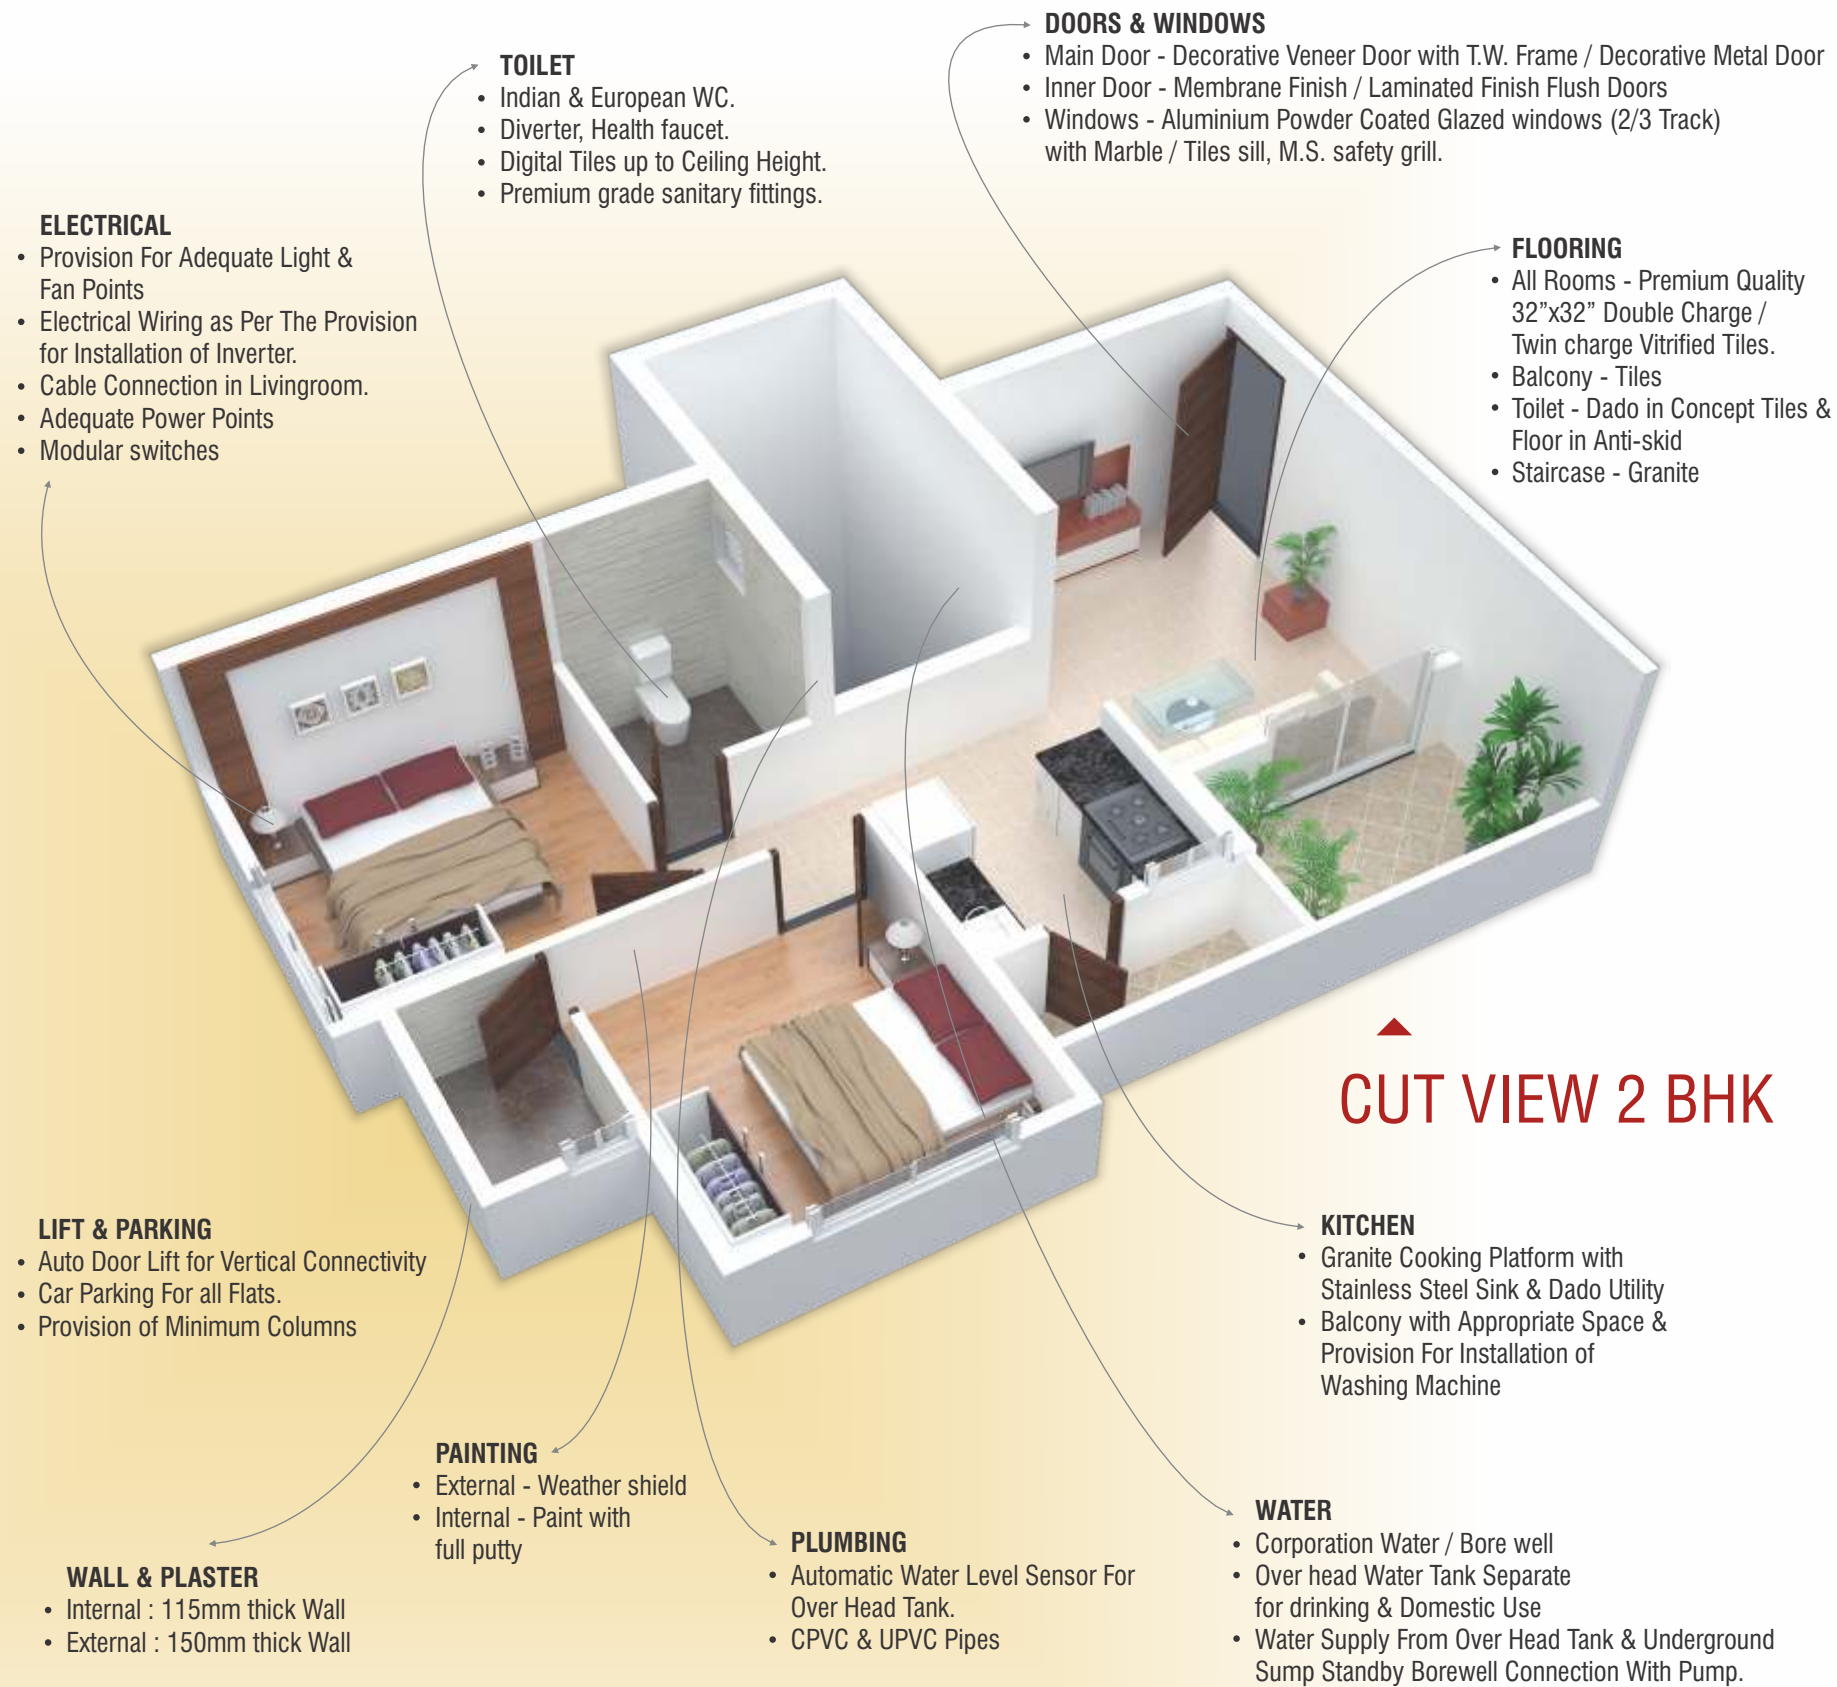 DOORS & WINDOWS
• Main Door - Decorative Veneer Door with T.W. Frame / Decorative Metal Door
• Inner Door - Membrane Finish / Laminated Finish Flush Doors
• Windows - Aluminium Powder Coated Glazed windows (2/3 Track)
with Marble / Tiles sill, M.S. safety grill.
TOILET
• Indian & European WC.
• Diverter, Health faucet.
• Digital Tiles up to Ceiling Height.
• Premium grade sanitary fittings.
ELECTRICAL
• Provision For Adequate Light &
Fan Points
• Electrical Wiring as Per The Provision
for Installation of Inverter.
• Cable Connection in Livingroom.
• Adequate Power Points
• Modular switches
FLOORING
• All Rooms - Premium Quality
32”x32” Double Charge /
Twin charge Vitrified Tiles.
• Balcony - Tiles
• Toilet - Dado in Concept Tiles &
Floor in Anti-skid
• Staircase - Granite
CUT VIEW 2 BHK
LIFT & PARKING
• Auto Door Lift for Vertical Connectivity
• Car Parking For all Flats.
• Provision of Minimum Columns
KITCHEN
• Granite Cooking Platform with
Stainless Steel Sink & Dado Utility
• Balcony with Appropriate Space &
Provision For Installation of
Washing Machine
PAINTING
• External - Weather shield
• Internal - Paint with
full putty
WALL & PLASTER
• Internal : 115mm thick Wall
• External : 150mm thick Wall
PLUMBING
• Automatic Water Level Sensor For
Over Head Tank.
• CPVC & UPVC Pipes
WATER
• Corporation Water / Bore well
• Over head Water Tank Separate
for drinking & Domestic Use
• Water Supply From Over Head Tank & Underground
Sump Standby Borewell Connection With Pump.